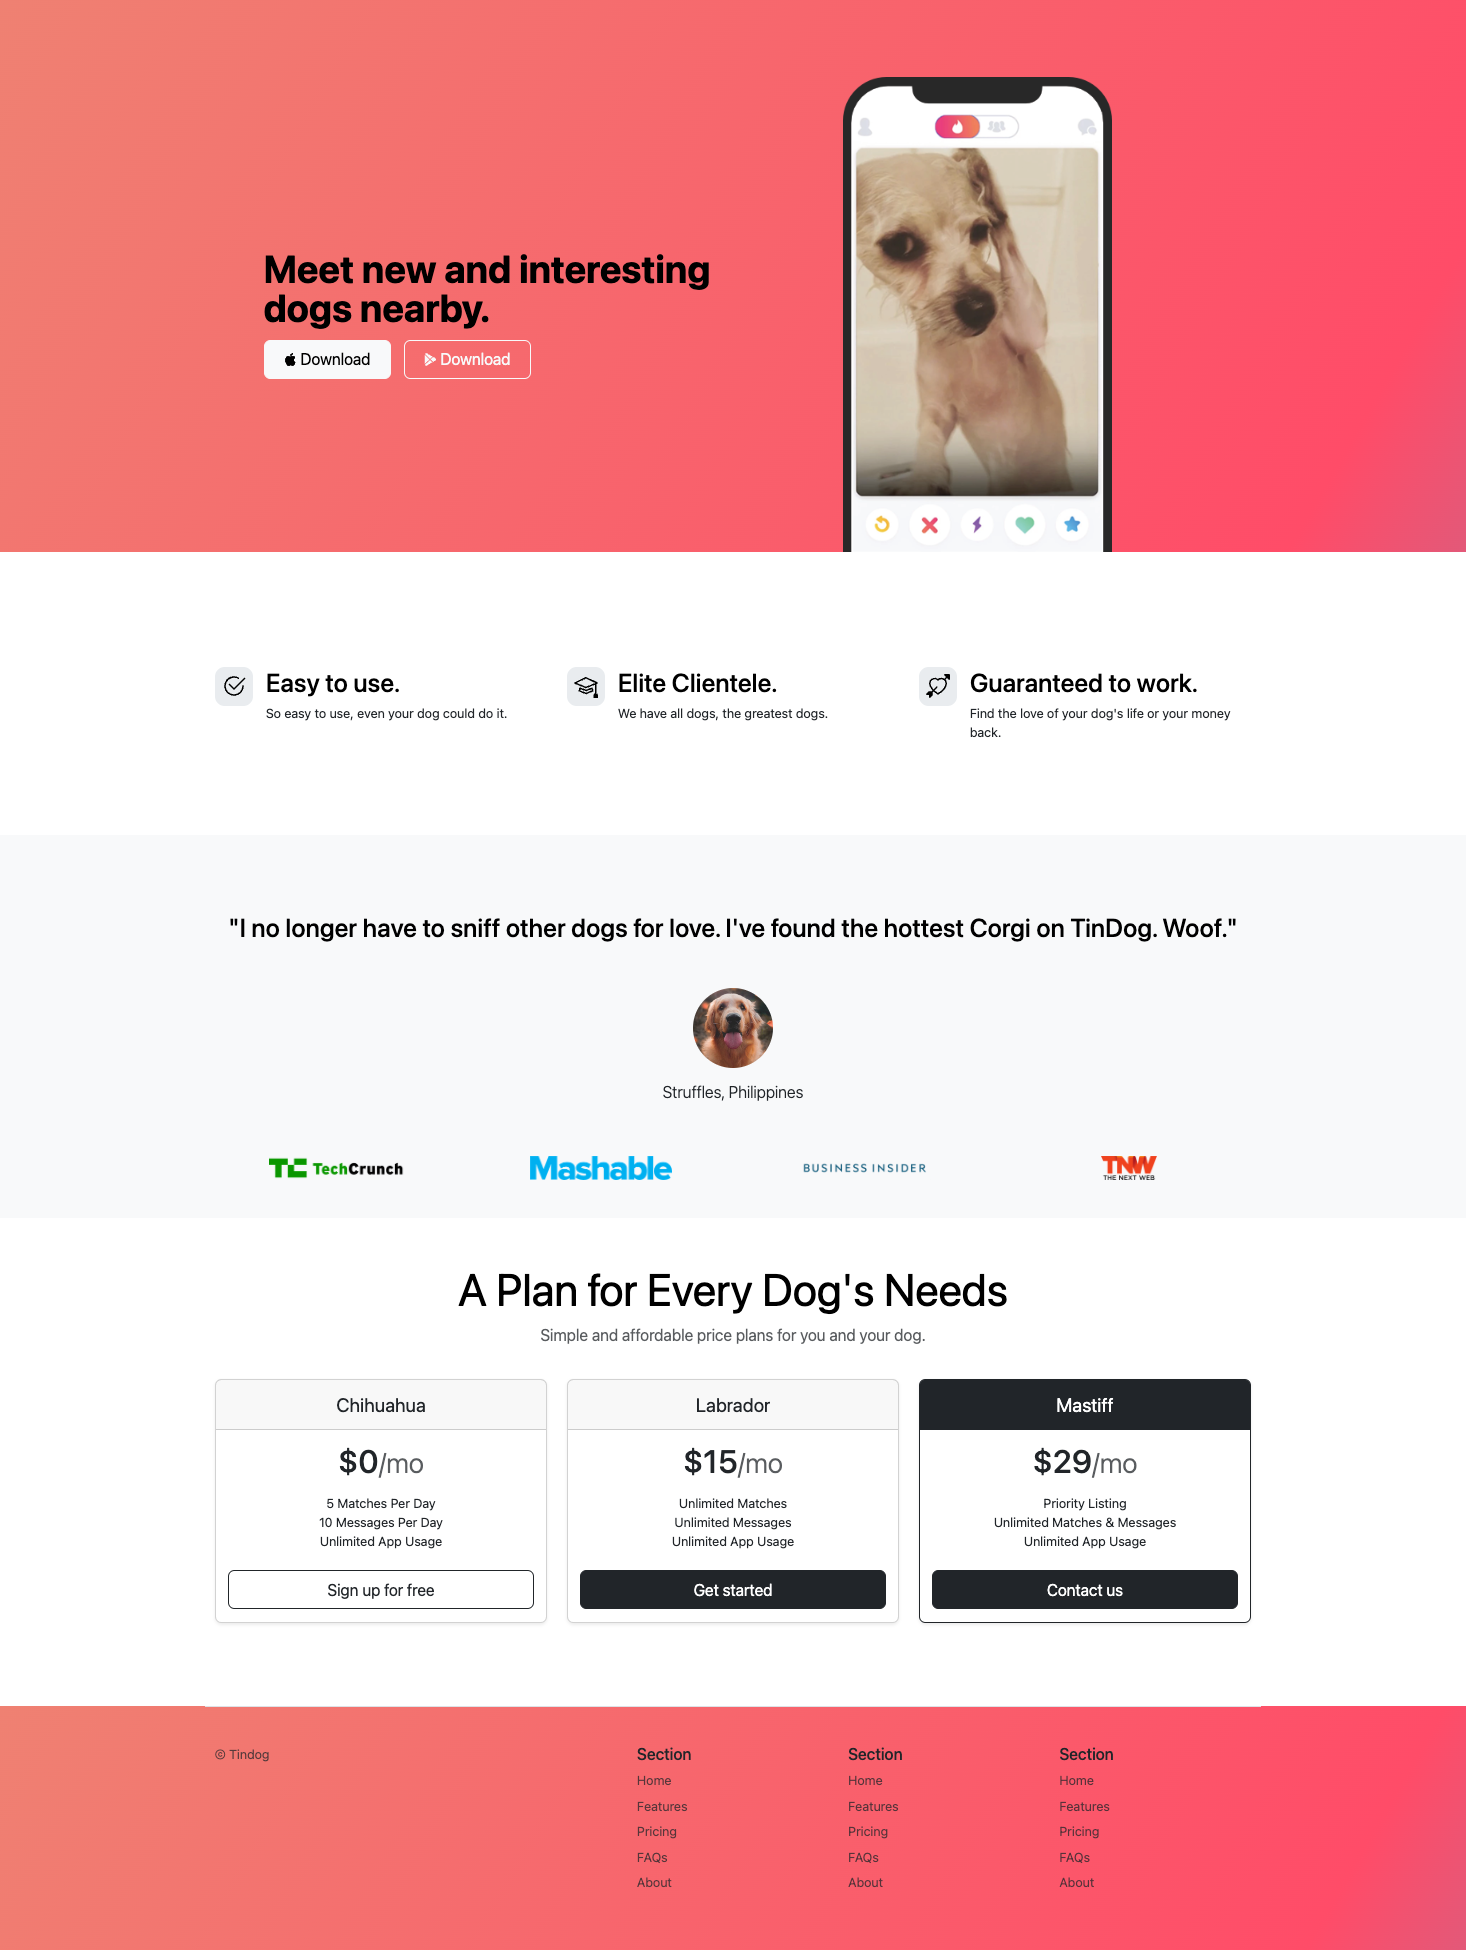 Meet new and interesting
dogs nearby.
Download
Download
Easy to use.
So easy to use, even your dog could do it.
Elite Clientele.
We have all dogs, the greatest dogs.
Guaranteed to work.
Find the love of your dog's life or your money
back.
"I no longer have to sniff other dogs for love. I've found the hottest Corgi on TinDog. Woof."
Struffles, Philippines
TC TechCrunch
Mashable
BUSINESS INSIDER
TNW
THE NEXT WEB
A Plan for Every Dog's Needs
Simple and affordable price plans for you and your dog.
Chihuahua
$0/mo
5 Matches Per Day
10 Messages Per Day
Unlimited App Usage
Sign up for free
Labrador
$15/mo
Unlimited Matches
Unlimited Messages
Unlimited App Usage
Get started
Mastiff
$29/mo
Priority Listing
Unlimited Matches & Messages
Unlimited App Usage
Contact us
© Tindog
Section
Home
Features
Pricing
FAQs
About
Section
Home
Features
Pricing
FAQs
About
Section
Home
Features
Pricing
FAQs
About